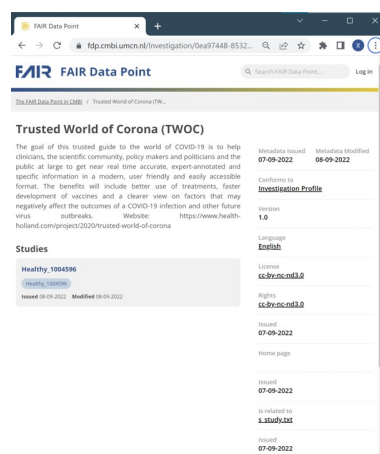 FAIR Data Point
fdp.cmbi.umcn.nl/Investigation/0ea97448-8532...
X
FAIR FAIR Data Point
Search FAIR Data Point...
Log in
The FAIR Data Point in CMBI / Trusted World of Corona (TW...
Trusted World of Corona (TWOC)
The goal of this trusted guide to the world of COVID-19 is to help
clinicians, the scientific community, policy makers and politicians and the
public at large to get near real time accurate, expert-annotated and
specific information in a modern, user friendly and easily accessible
format. The benefits will include better use of treatments, faster
development of vaccines and a clearer view on factors that may
negatively affect the outcomes of a COVID-19 infection and other future
virus outbreaks. Website: https://www.health-
holland.com/project/2020/trusted-world-of-corona
Studies
Healthy_1004596
Healthy_1004596
Issued 08-09-2022 Modified 08-09-2022
Metadata Issued Metadata Modified
07-09-2022 08-09-2022
Conforms to
Investigation Profile
Version
1.0
Language
English
License
cc-by-nc-nd3.0
Rights
cc-by-nc-nd3.0
Issued
07-09-2022
Home page
Issued
07-09-2022
Is related to
s_study.txt
Issued
07-09-2022